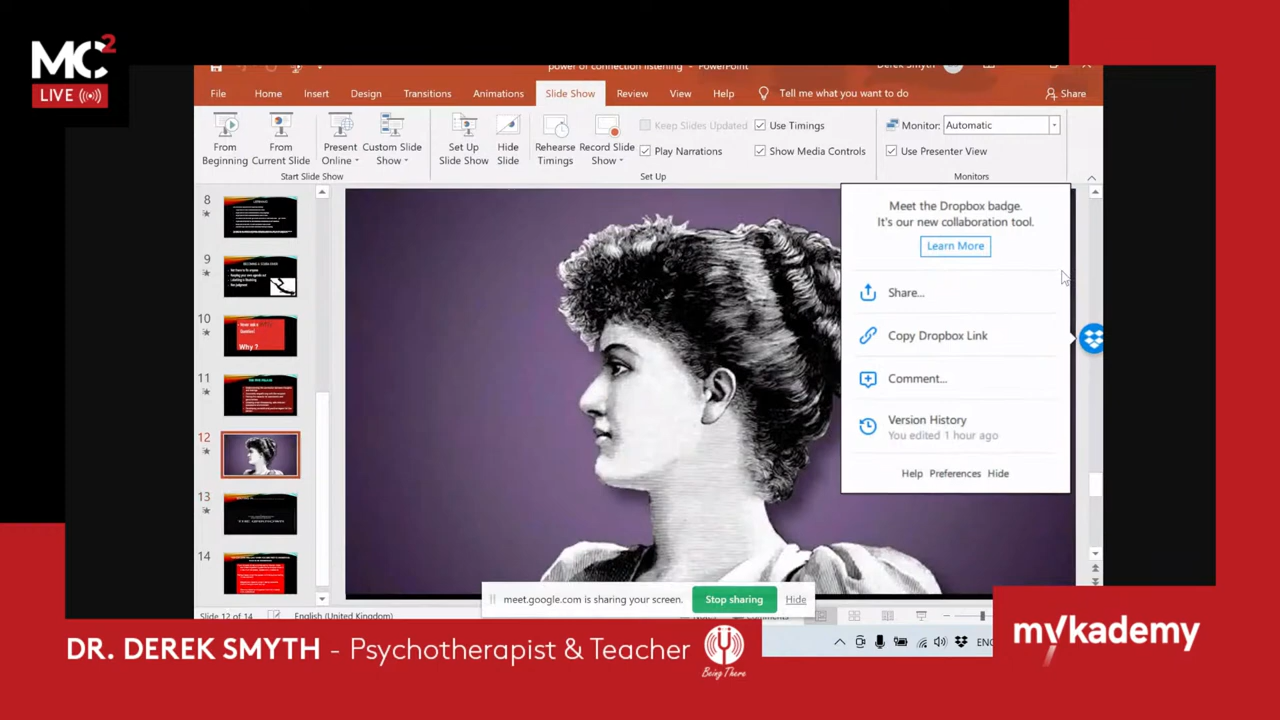 MC2
LIVE
power of connection listening - PowerPoint
Derek Smyth
File Home Insert Design Transitions Animations Slide Show Review View Help Tell me what you want to do Share
From Beginning
From Current Slide
Present Online
Custom Slide Show
Set Up Slide Show
Hide Slide
Rehearse Timings
Record Slide Show
Keep Slides Updated
Play Narrations
Use Timings
Show Media Controls
Monitor: Automatic
Use Presenter View
Start Slide Show
Set Up
Monitors
8
9
10
Why ?
11
12
13
14
Meet the Dropbox badge.
It's our new collaboration tool.
Learn More
Share...
Copy Dropbox Link
Comment...
Version History
You edited 1 hour ago
Help Preferences Hide
meet.google.com is sharing your screen. Stop sharing Hide
Slide 12 of 14 English (United Kingdom)
ENG
DR. DEREK SMYTH - Psychotherapist & Teacher
Being There
mykademy